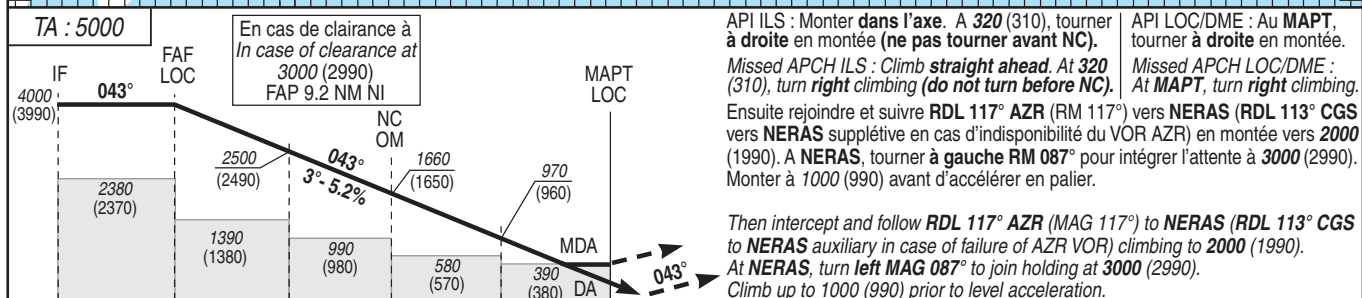 TA : 5000
En cas de clairance à
In case of clearance at
3000 (2990)
FAP 9.2 NM NI
IF
FAF
LOC
MAPT
LOC
4000
(3990)
043°
NC
OM
2500
(2490)
043°
3°- 5.2%
1660
(1650)
970
(960)
2380
(2370)
1390
(1380)
990
(980)
580
(570)
390
(380)
MDA
DA
043°
API ILS : Monter dans l'axe. A 320 (310), tourner
à droite en montée (ne pas tourner avant NC).
Missed APCH ILS : Climb straight ahead. At 320
(310), turn right climbing (do not turn before NC).
API LOC/DME : Au MAPT,
tourner à droite en montée.
Missed APCH LOC/DME :
At MAPT, turn right climbing.
Ensuite rejoindre et suivre RDL 117° AZR (RM 117°) vers NERAS (RDL 113° CGS
vers NERAS supplétive en cas d'indisponibilité du VOR AZR) en montée vers 2000
(1990). A NERAS, tourner à gauche RM 087° pour intégrer l'attente à 3000 (2990).
Monter à 1000 (990) avant d'accélérer en palier.
Then intercept and follow RDL 117° AZR (MAG 117°) to NERAS (RDL 113° CGS
to NERAS auxiliary in case of failure of AZR VOR) climbing to 2000 (1990).
At NERAS, turn left MAG 087° to join holding at 3000 (2990).
Climb up to 1000 (990) prior to level acceleration.